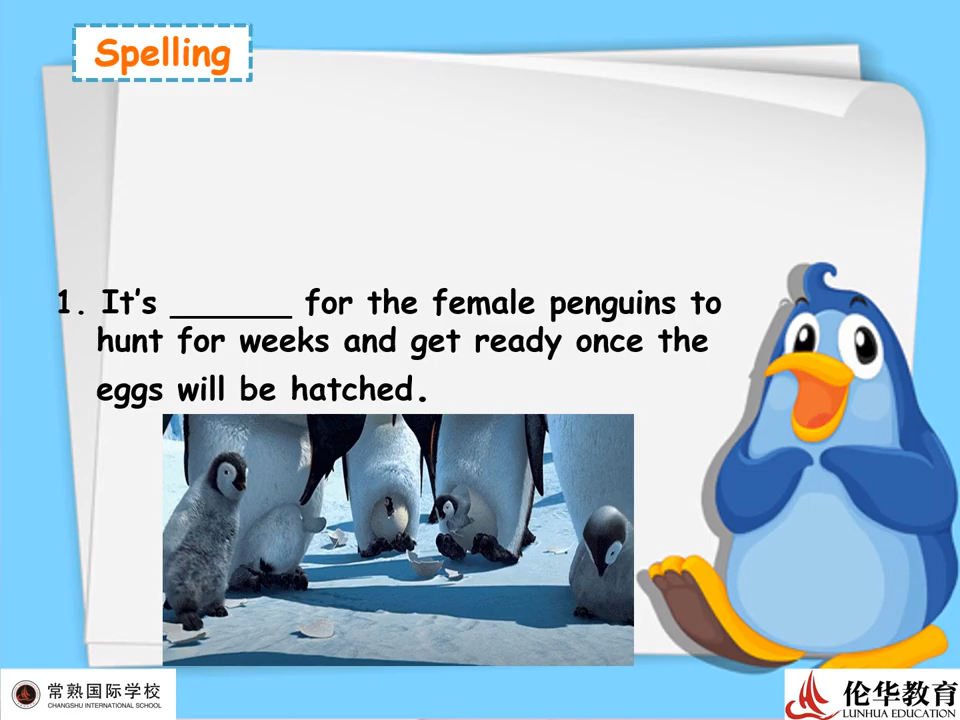 Spelling
1. It's ______ for the female penguins to
hunt for weeks and get ready once the
eggs will be hatched.
常熟国际学校
CHANGSHU INTERNATIONAL SCHOOL
伦华教育
LUNHUA EDUCATION